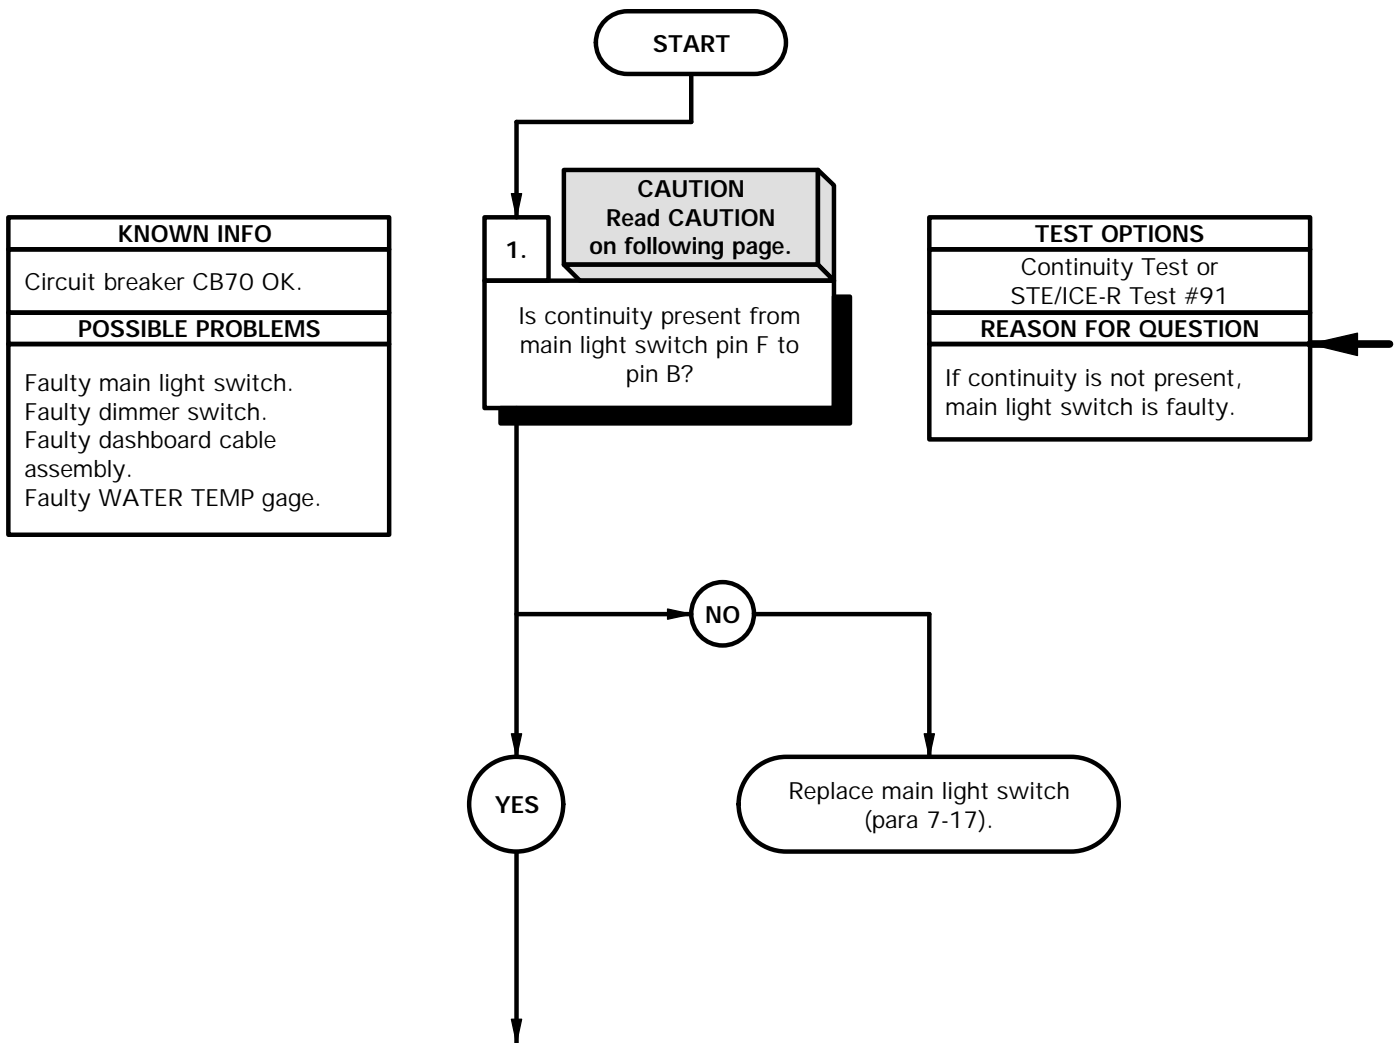 START
CAUTION
Read CAUTION
on following page.
1.
Is continuity present from
main light switch pin F to
pin B?
KNOWN INFO
Circuit breaker CB70 OK.
POSSIBLE PROBLEMS
Faulty main light switch.
Faulty dimmer switch.
Faulty dashboard cable
assembly.
Faulty WATER TEMP gage.
TEST OPTIONS
Continuity Test or
STE/ICE-R Test #91
REASON FOR QUESTION
If continuity is not present,
main light switch is faulty.
NO
YES
Replace main light switch
(para 7-17).